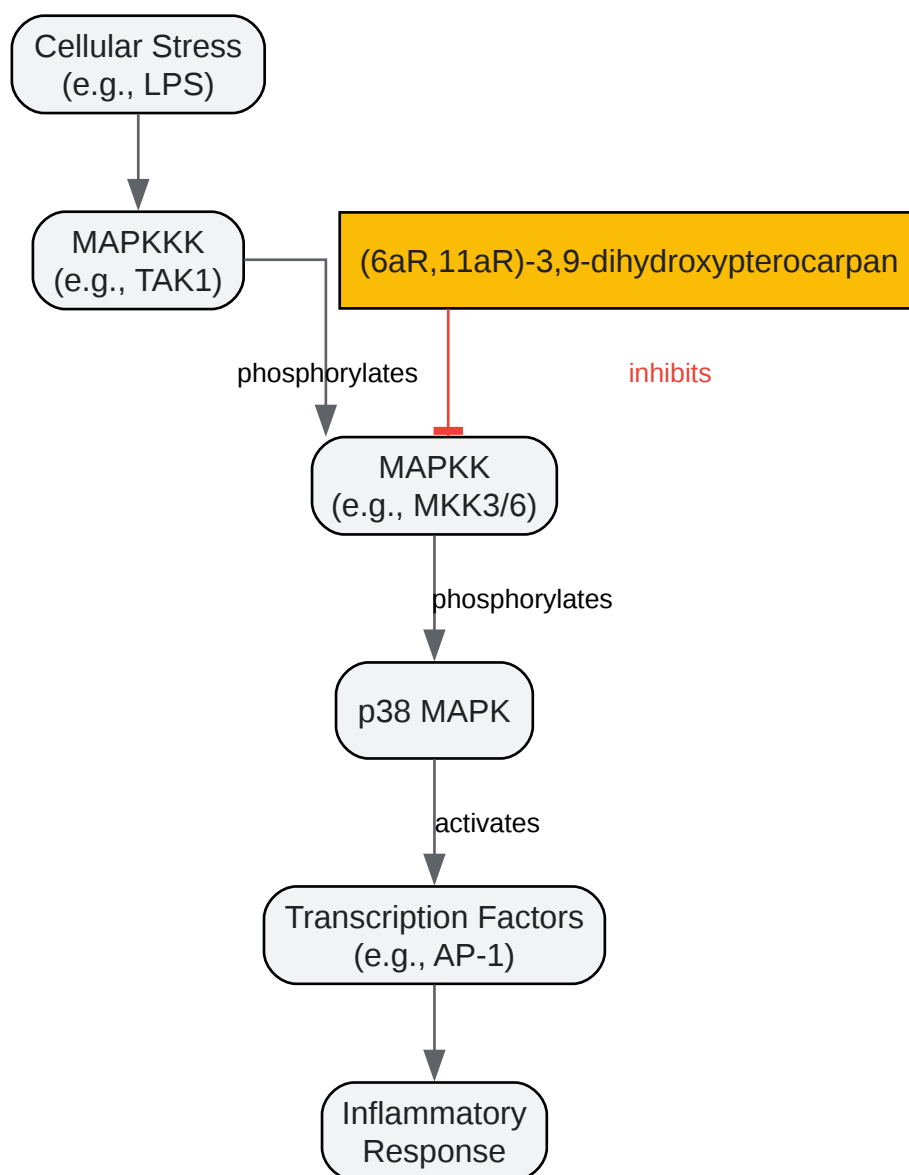 Cellular Stress
(e.g., LPS)
MAPKKK
(e.g., TAK1)
(6aR,11aR)-3,9-dihydroxypterocarpan
phosphorylates
inhibits
MAPKK
(e.g., MKK3/6)
phosphorylates
p38 MAPK
activates
Transcription Factors
(e.g., AP-1)
Inflammatory
Response